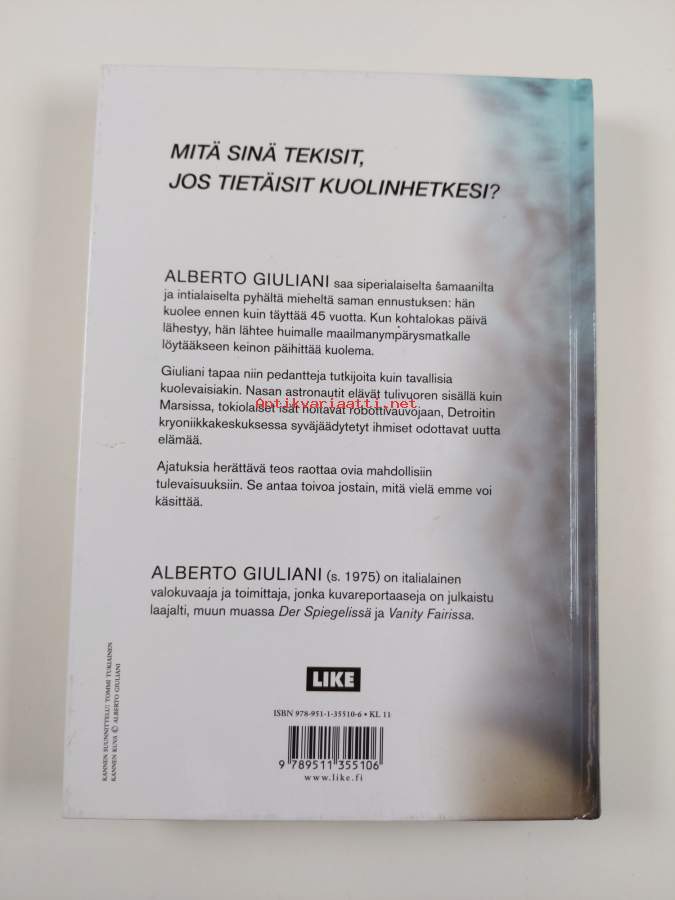 MITÄ SINÄ TEKISIT,
JOS TIETÄISIT KUOLINHETKESI?
ALBERTO GIULIANI saa siperialaiselta šamaanilta
ja intialaiselta pyhältä mieheltä saman ennustuksen: hän
kuolee ennen kuin täyttää 45 vuotta. Kun kohtalokas päivä
lähestyy, hän lähtee huimalle maailmanympärysmatkalle
löytääkseen keinon päihittää kuolema.
Giuliani tapaa niin pedantteja tutkijoita kuin tavallisia
kuolevaisiakin. Nasan astronautit elävät tulivuoren sisällä kuin
Marsissa, tokiolaiset isät hoitavat robottivauvojaan, Detroitin
kryoniikkakeskuksessa syväjäädytetyt ihmiset odottavat uutta
elämää.
Antikvariaatti.net
Ajatuksia herättävä teos raottaa ovia mahdollisiin
tulevaisuuksiin. Se antaa toivoa jostain, mitä vielä emme voi
käsittää.
ALBERTO GIULIANI (s. 1975) on italialainen
valokuvaaja ja toimittaja, jonka kuvareportaaseja on julkaistu
laajalti, muun muassa Der Spiegelissä ja Vanity Fairissa.
KANNEN SUUNNITTELU: TOMMI TUKIAINEN
KANNEN KUVA © ALBERTO GIULIANI
LIKE
ISBN 978-951-1-35510-6 • KL 11
9 789511 355106
www.like.fi